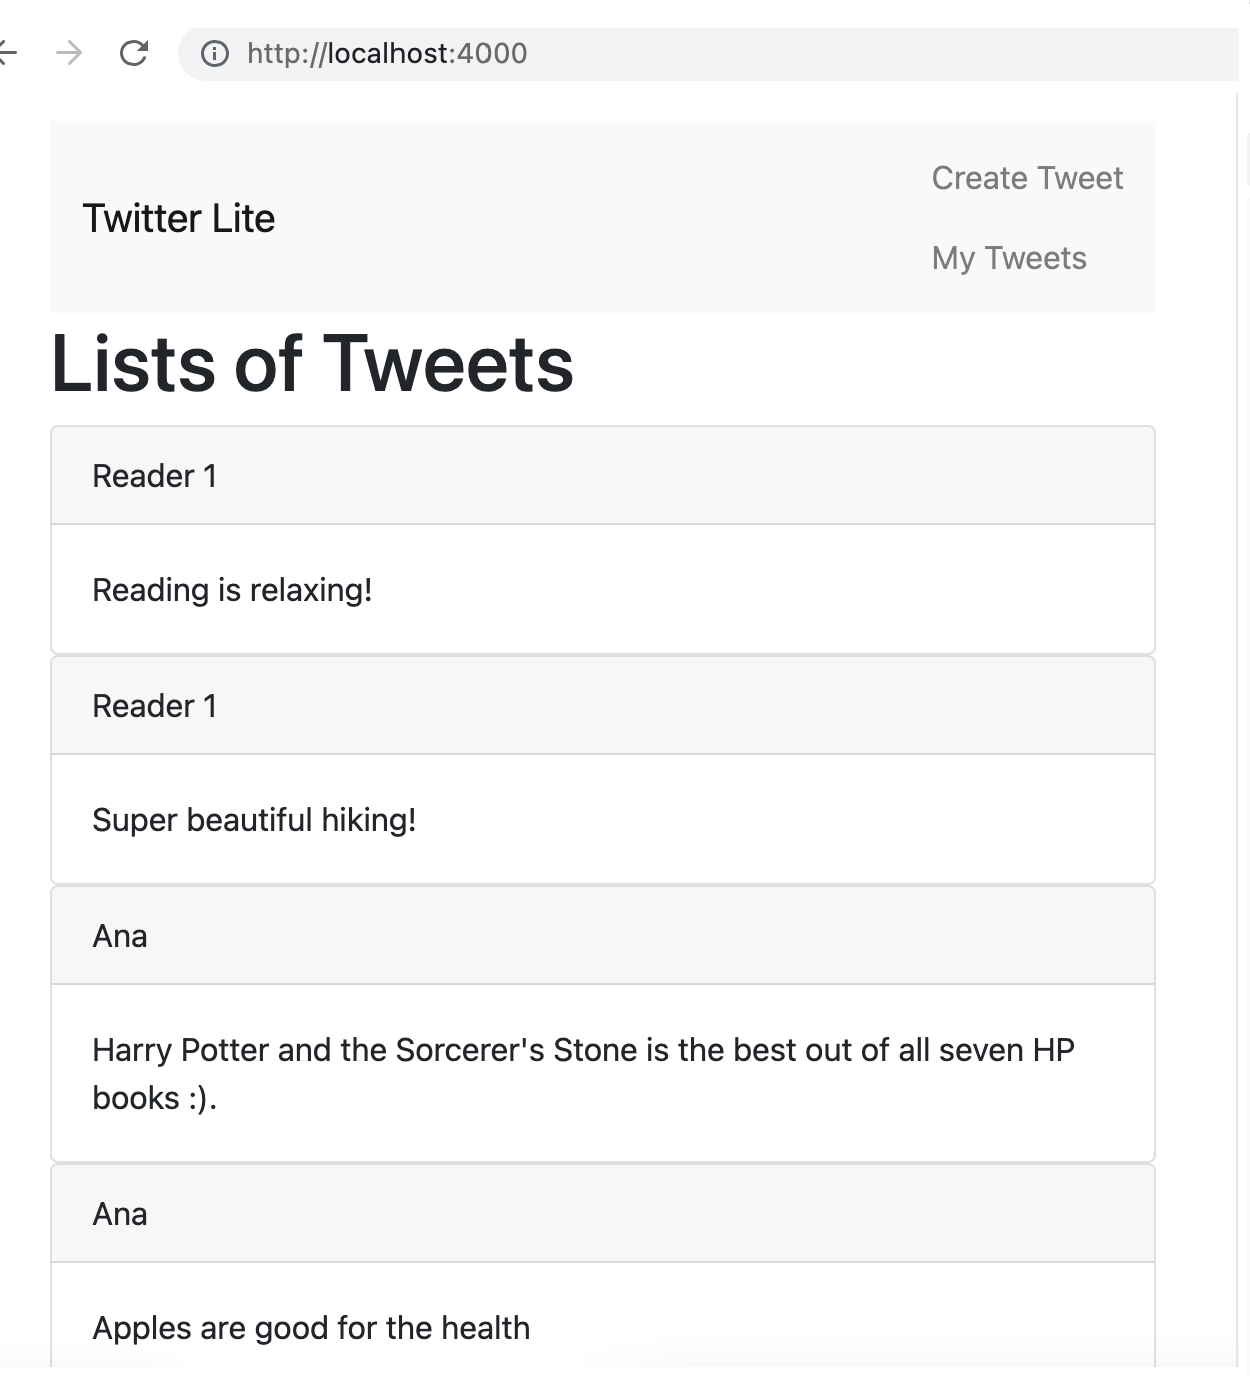 http://localhost:4000
Create Tweet
Twitter Lite
My Tweets
Lists of Tweets
Reader 1
Reading is relaxing!
Reader 1
Super beautiful hiking!
Ana
Harry Potter and the Sorcerer's Stone is the best out of all seven HP
books :).
Ana
Apples are good for the health